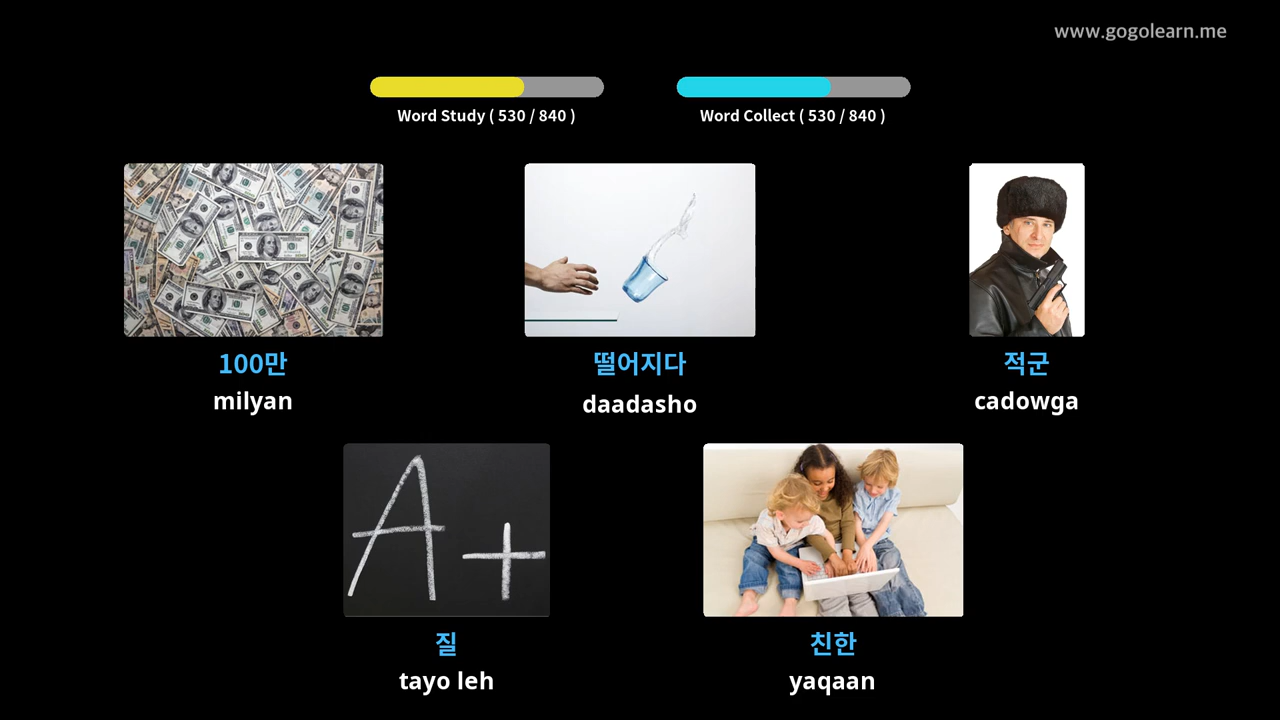 www.gogolearn.me
Word Study ( 530 / 840 )
Word Collect ( 530 / 840 )
100만
milyan
떨어지다
daadasho
적군
cadowga
A+
질
tayo leh
친한
yaqaan